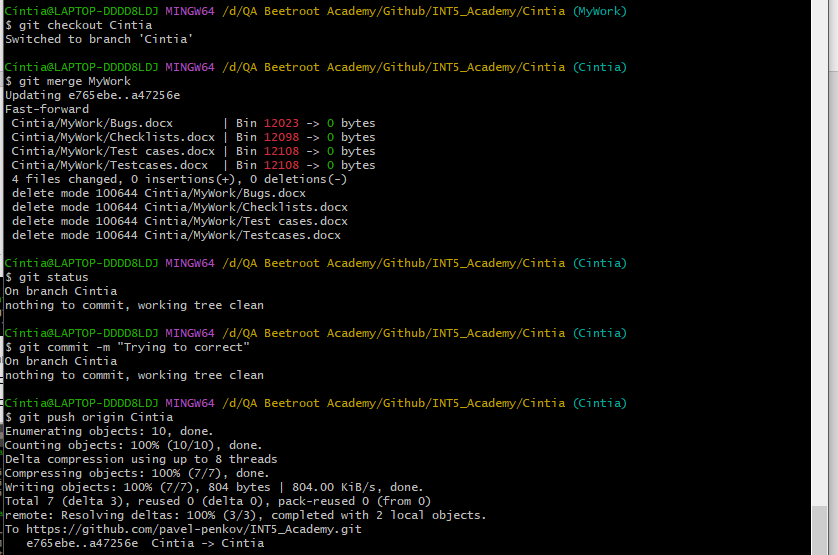 Cintia@LAPTOP-DDDD8LDJ MINGW64 /d/QA Beetroot Academy/Github/INT5_Academy/Cintia (MyWork)
$ git checkout Cintia
Switched to branch 'Cintia'
Cintia@LAPTOP-DDDD8LDJ MINGW64 /d/QA Beetroot Academy/Github/INT5_Academy/Cintia (Cintia)
$ git merge MyWork
Updating e765ebe..a47256e
Fast-forward
Cintia/MyWork/Bugs.docx | Bin 12023 -> 0 bytes
Cintia/MyWork/Checklists.docx | Bin 12098 -> 0 bytes
Cintia/MyWork/Test cases.docx | Bin 12108 -> 0 bytes
Cintia/MyWork/Testcases.docx | Bin 12108 -> 0 bytes
4 files changed, 0 insertions(+), 0 deletions(-)
delete mode 100644 Cintia/MyWork/Bugs.docx
delete mode 100644 Cintia/MyWork/Checklists.docx
delete mode 100644 Cintia/MyWork/Test cases.docx
delete mode 100644 Cintia/MyWork/Testcases.docx
Cintia@LAPTOP-DDDD8LDJ MINGW64 /d/QA Beetroot Academy/Github/INT5_Academy/Cintia (Cintia)
$ git status
On branch Cintia
nothing to commit, working tree clean
Cintia@LAPTOP-DDDD8LDJ MINGW64 /d/QA Beetroot Academy/Github/INT5_Academy/Cintia (Cintia)
$ git commit -m "Trying to correct"
On branch Cintia
nothing to commit, working tree clean
Cintia@LAPTOP-DDDD8LDJ MINGW64 /d/QA Beetroot Academy/Github/INT5_Academy/Cintia (Cintia)
$ git push origin Cintia
Enumerating objects: 10, done.
Counting objects: 100% (10/10), done.
Delta compression using up to 8 threads
Compressing objects: 100% (7/7), done.
Writing objects: 100% (7/7), 804 bytes | 804.00 KiB/s, done.
Total 7 (delta 3), reused 0 (delta 0), pack-reused 0 (from 0)
remote: Resolving deltas: 100% (3/3), completed with 2 local objects.
To https://github.com/pavel-penkov/INT5_Academy.git
e765ebe..a47256e Cintia -> Cintia